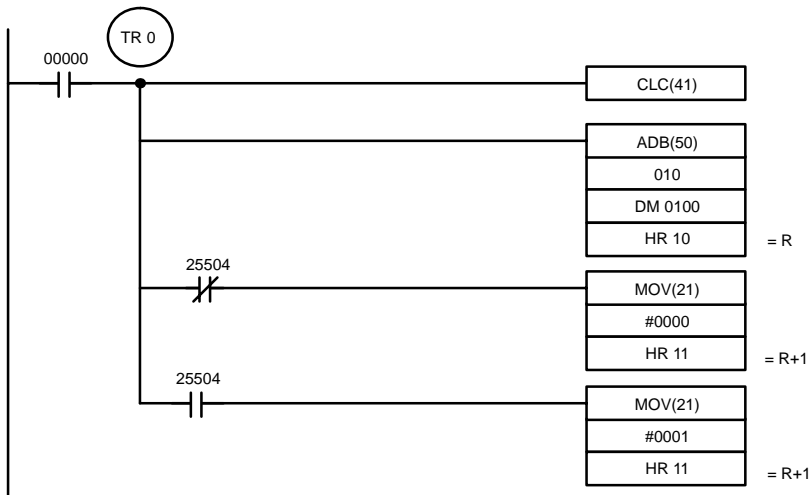 TR 0
00000
CLC(41)
ADB(50)
010
DM 0100
HR 10 = R
25504
MOV(21)
#0000
HR 11 = R+1
25504
MOV(21)
#0001
HR 11 = R+1